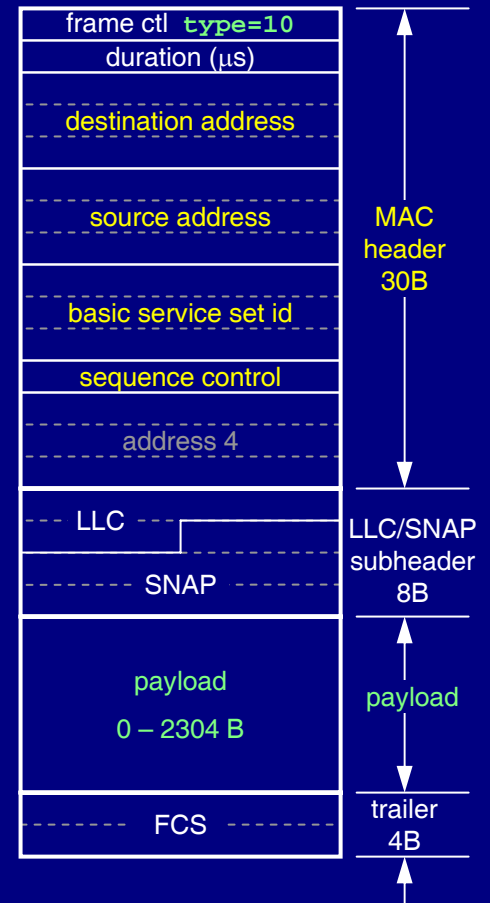 frame ctl type=10
duration (μs)
destination address
source address
MAC
header
30B
basic service set id
sequence control
address 4
LLC
LLC/SNAP
subheader
8B
SNAP
payload
0 – 2304 B
payload
trailer
4B
FCS